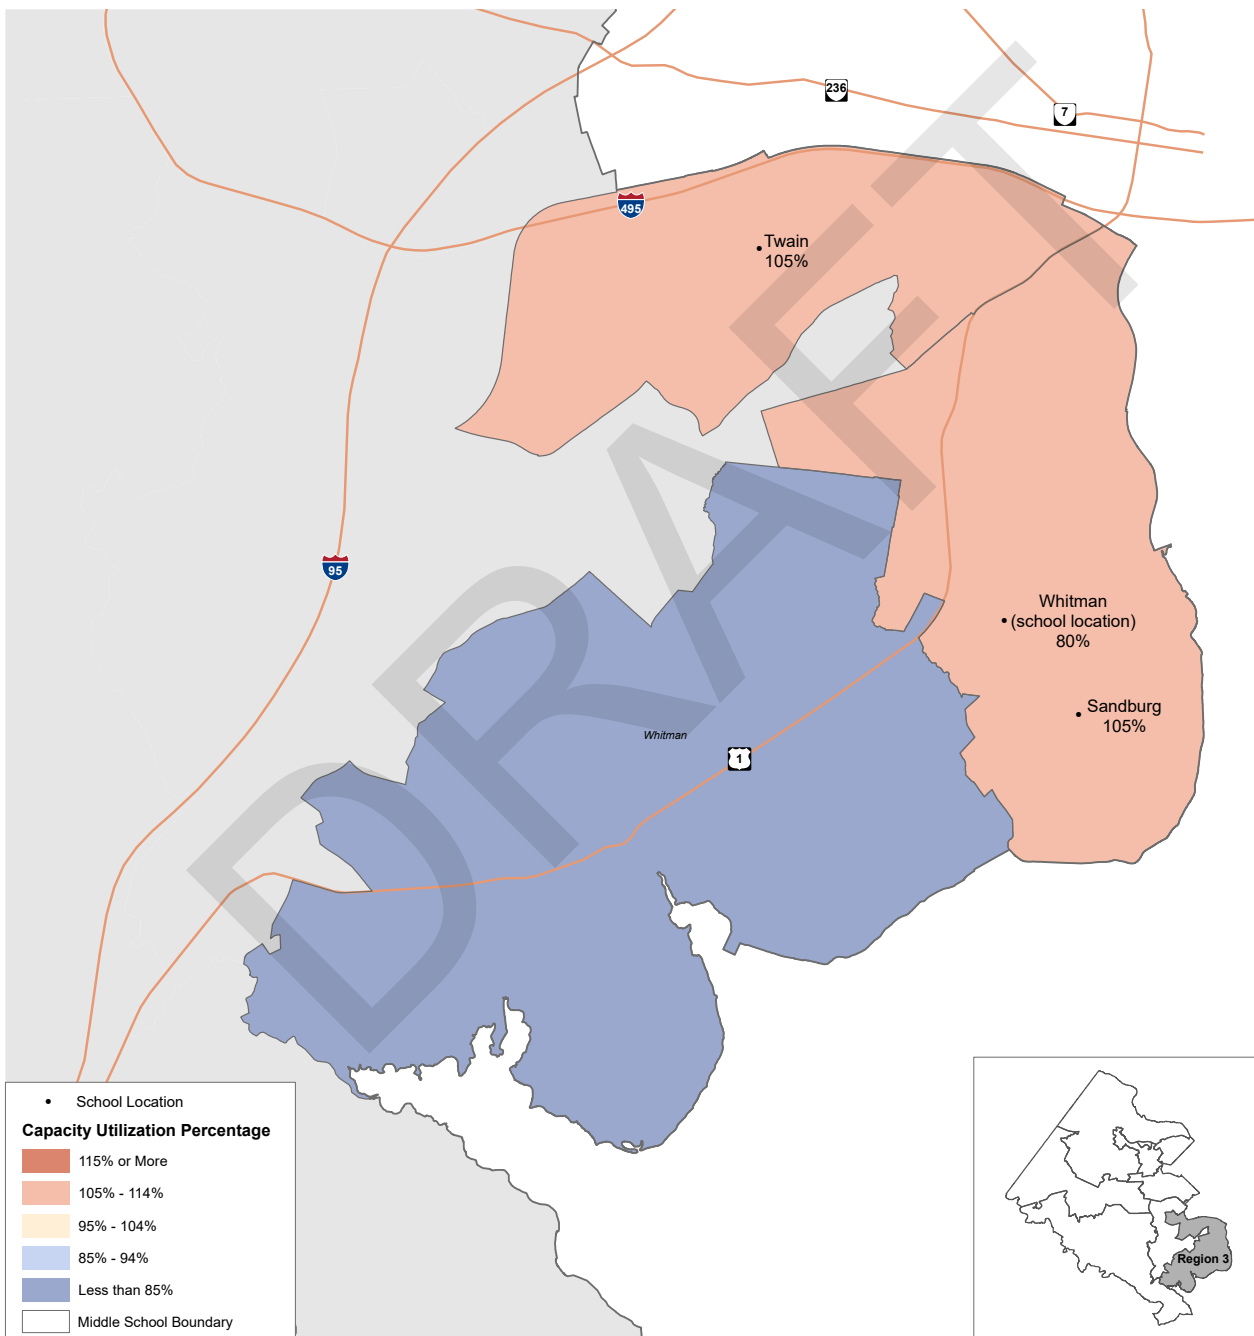 236
7
495
Twain
105%
95
Whitman
(school location)
80%
Sandburg
105%
Whitman
1
DRAFT
School Location
Capacity Utilization Percentage
115% or More
105% - 114%
95% - 104%
85% - 94%
Less than 85%
Middle School Boundary
Region 3